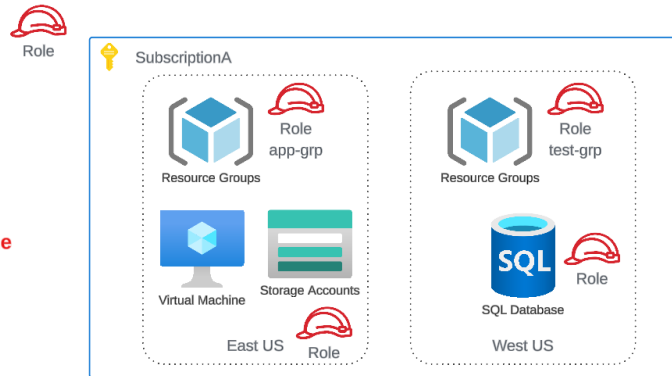 Role
SubscriptionA
Role
app-grp
Resource Groups
Role
test-grp
Resource Groups
e
Virtual Machine
Storage Accounts
SQL
Role
SQL Database
East US
Role
West US